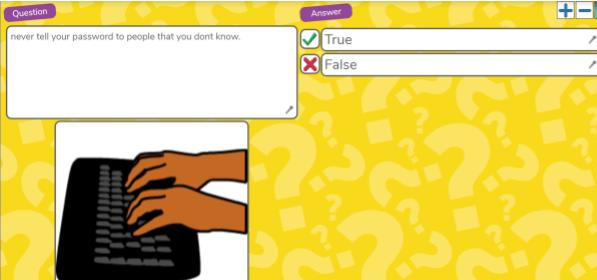 Question
Answer
never tell your password to people that you dont know.
True
False